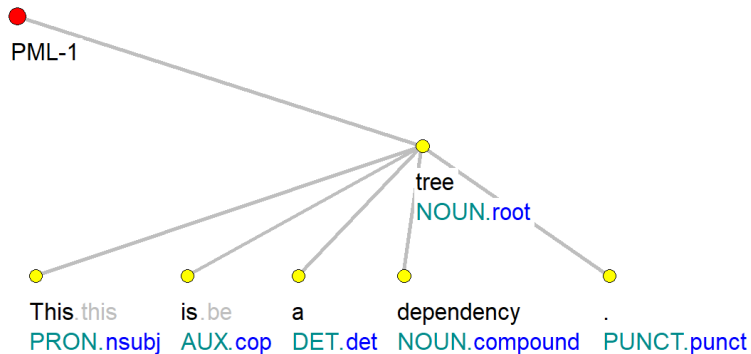 PML-1
tree
NOUN.root
This.this is.be a dependency .
PRON.nsubj AUX.cop DET.det NOUN.compound PUNCT.punct